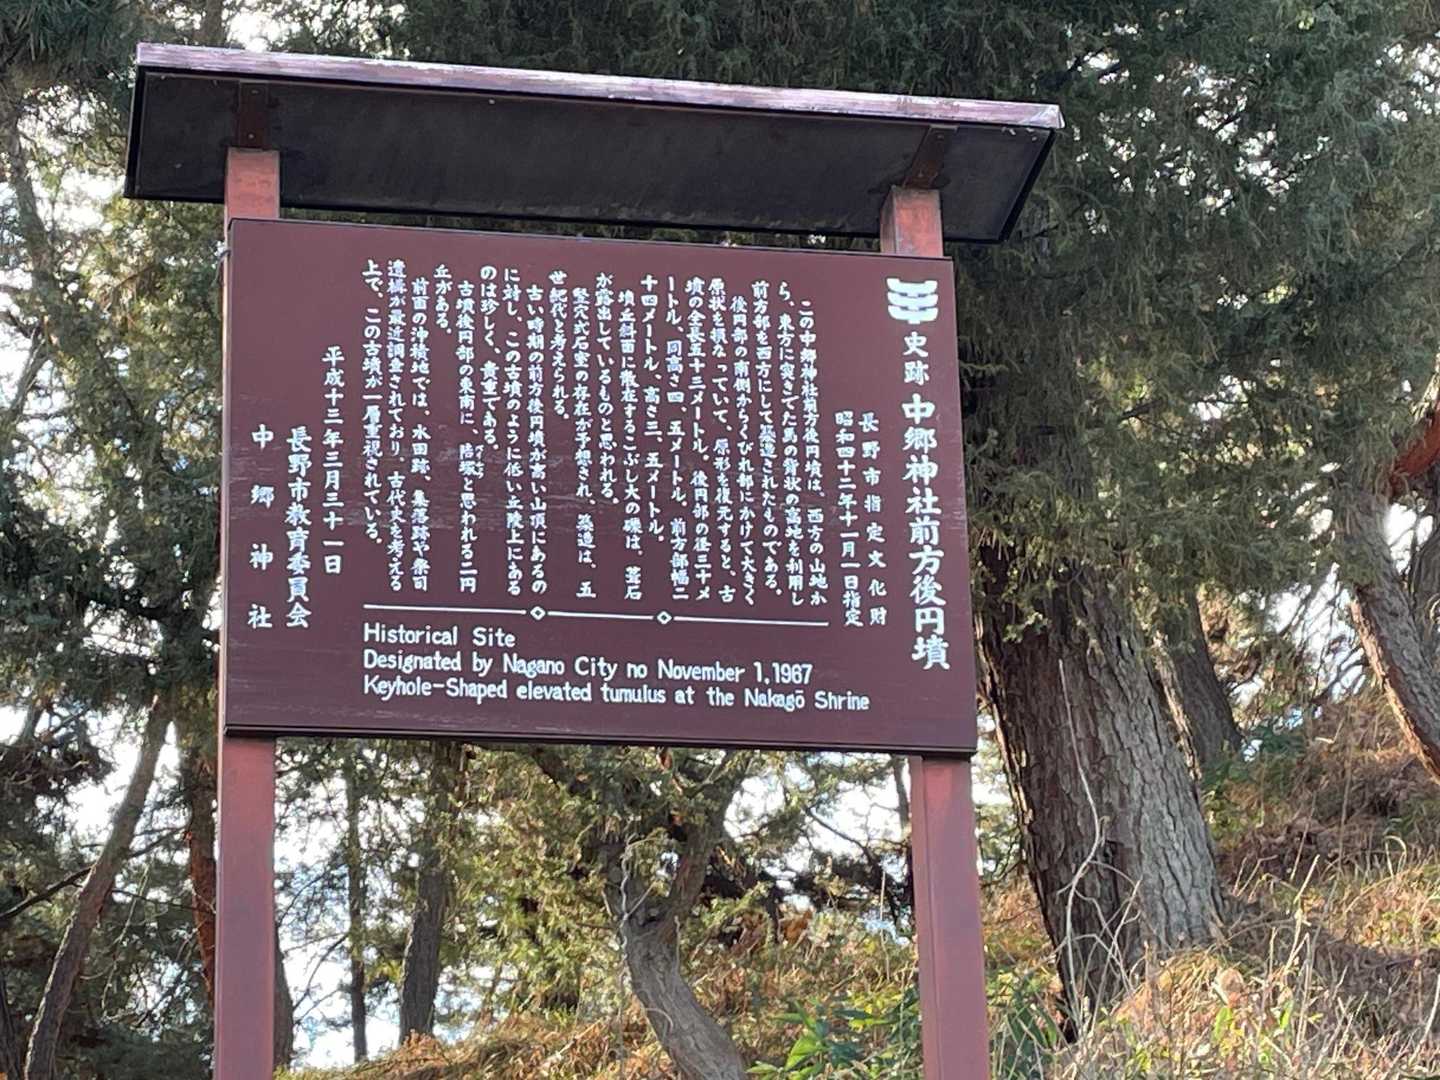 史跡 中郷神社前方後円墳
長野市指定文化財
昭和四十二年十一月一日指定
この中郷神社前方後円墳は、西方の山地か
ら、東方に突きでた馬の背状の高地を利用し
前方部を西方にして築造されたものである。
後円部の南側からくびれ部にかけて大きく
原状を損なっていて、原形を復元すると、古
墳の全長五十三メートル。後円部の径三十メ
ートル、同高さ四、五メートル。前方部幅二
十四メートル、高さ三、五メートル。
墳丘斜面に散在するこぶし大の礫は、葺石
が露出しているものと思われる。
竪穴式石室の存在が予想され、築造は、五
世紀代と考えられる。
古い時期の前方後円墳が高い山頂にあるの
に対し、この古墳のように低い丘陵上にある
のは珍しく、貴重である。
古墳後円部の東南に、陪塚と思われる二円
丘がある。
前面の沖積地では、水田跡、集落跡や祭祀
遺構が最近調査されており、古代史を考える
上で、この古墳が一層重視されている。
平成十三年三月三十一日
長野市教育委員会
中郷神社
Historical Site
Designated by Nagano City no November 1,1967
Keyhole-Shaped elevated tumulus at the Nakagō Shrine